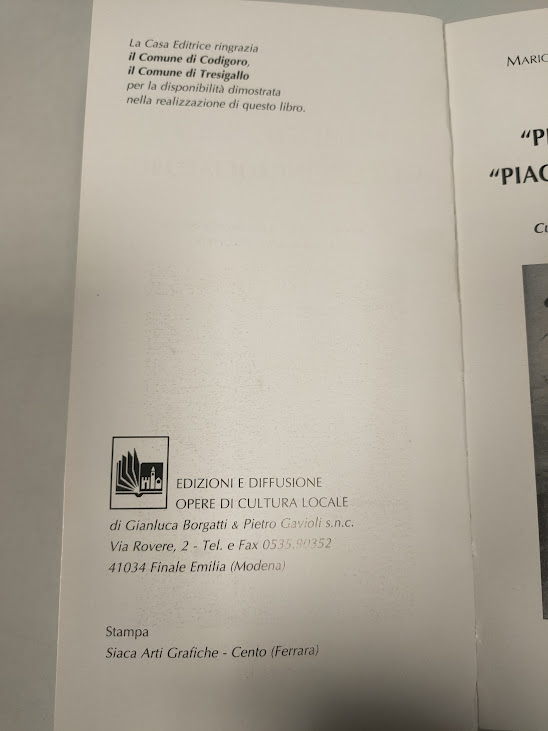 La Casa Editrice ringrazia
il Comune di Codigoro,
il Comune di Tresigallo
per la disponibilità dimostrata
nella realizzazione di questo libro.
EDIZIONI E DIFFUSIONE
OPERE DI CULTURA LOCALE
di Gianluca Borgatti & Pietro Gavioli s.n.c.
Via Rovere, 2 - Tel. e Fax 0535.90352
41034 Finale Emilia (Modena)
Stampa
Siaca Arti Grafiche - Cento (Ferrara)